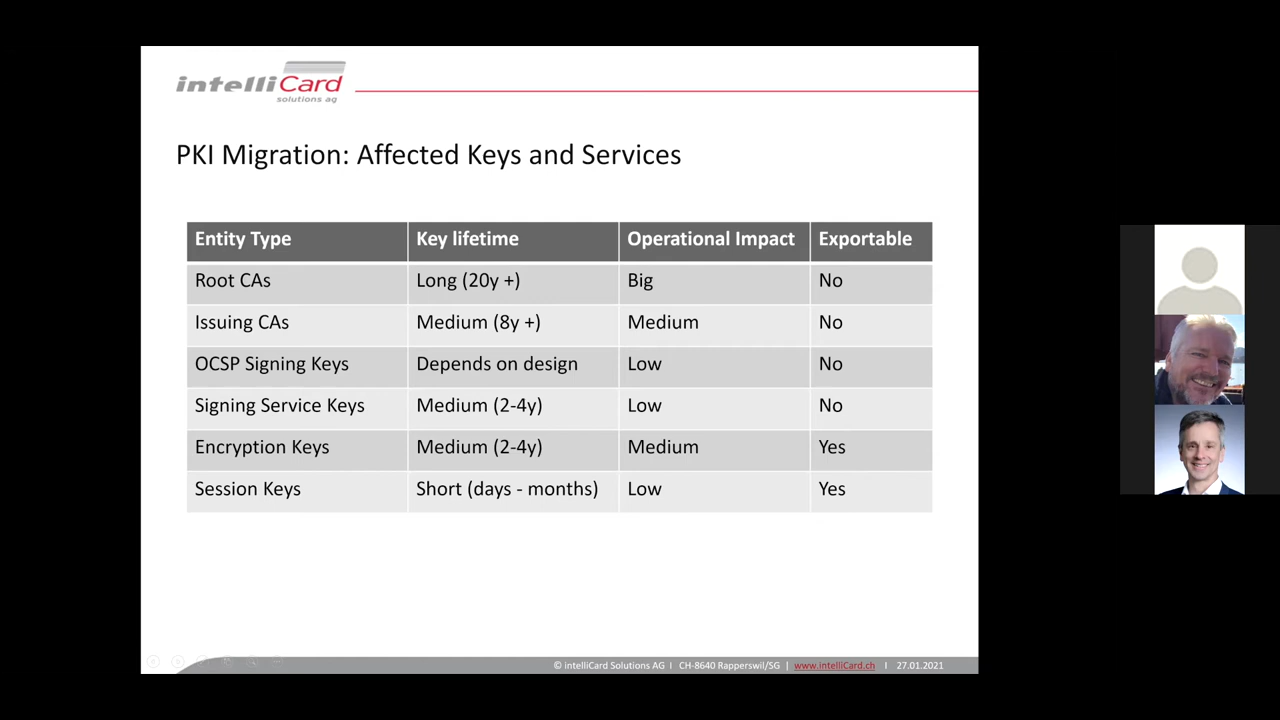 intelliCard
solutions ag
PKI Migration: Affected Keys and Services
Entity Type Key lifetime Operational Impact Exportable
Root CAs Long (20y +) Big No
Issuing CAs Medium (8y +) Medium No
OCSP Signing Keys Depends on design Low No
Signing Service Keys Medium (2-4y) Low No
Encryption Keys Medium (2-4y) Medium Yes
Session Keys Short (days - months) Low Yes
© intelliCard Solutions AG I CH-8640 Rapperswil/SG | www.intelliCard.ch I 27.01.2021